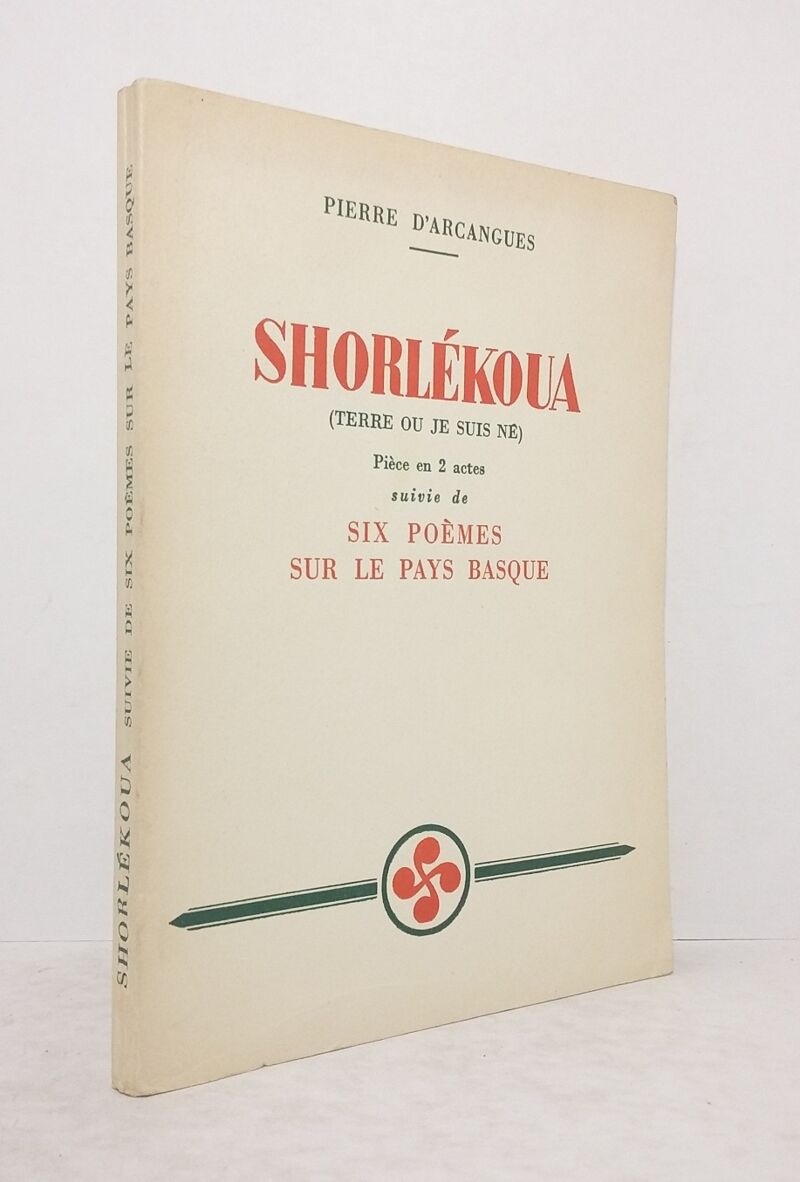 PIERRE D'ARCANGUES
SHORLÉKOUA
(TERRE OU JE SUIS NÉ)
Pièce en 2 actes
suivie de
SIX POÈMES
SUR LE PAYS BASQUE
SHORLÉKOUA SUIVIE DE SIX POÈMES SUR LE PAYS BASQUE